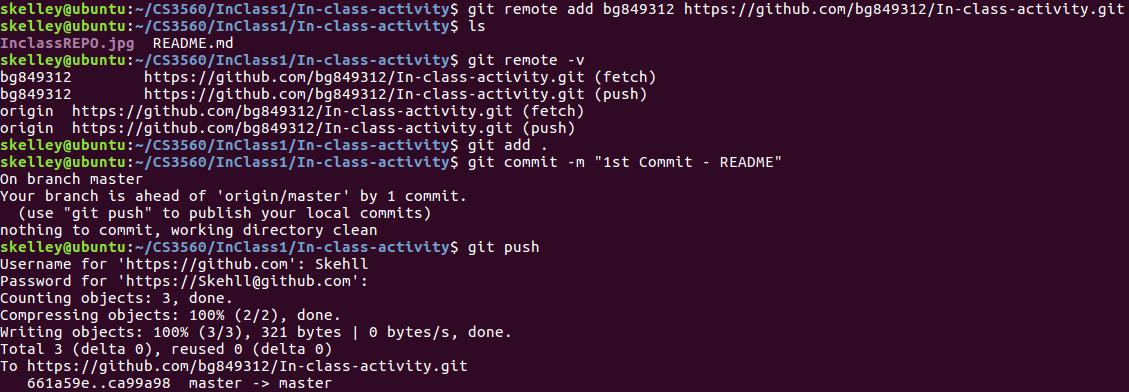 skelley@ubuntu:~/CS3560/InClass1/In-class-activity$ git remote add bg849312 https://github.com/bg849312/In-class-activity.git
skelley@ubuntu:~/CS3560/InClass1/In-class-activity$ ls
InclassREPO.jpg  README.md
skelley@ubuntu:~/CS3560/InClass1/In-class-activity$ git remote -v
bg849312        https://github.com/bg849312/In-class-activity.git (fetch)
bg849312        https://github.com/bg849312/In-class-activity.git (push)
origin  https://github.com/bg849312/In-class-activity.git (fetch)
origin  https://github.com/bg849312/In-class-activity.git (push)
skelley@ubuntu:~/CS3560/InClass1/In-class-activity$ git add .
skelley@ubuntu:~/CS3560/InClass1/In-class-activity$ git commit -m "1st Commit - README"
On branch master
Your branch is ahead of 'origin/master' by 1 commit.
  (use "git push" to publish your local commits)
nothing to commit, working directory clean
skelley@ubuntu:~/CS3560/InClass1/In-class-activity$ git push
Username for 'https://github.com': Skehll
Password for 'https://Skehll@github.com':
Counting objects: 3, done.
Compressing objects: 100% (2/2), done.
Writing objects: 100% (3/3), 321 bytes | 0 bytes/s, done.
Total 3 (delta 0), reused 0 (delta 0)
To https://github.com/bg849312/In-class-activity.git
   661a59e..ca99a98  master -> master